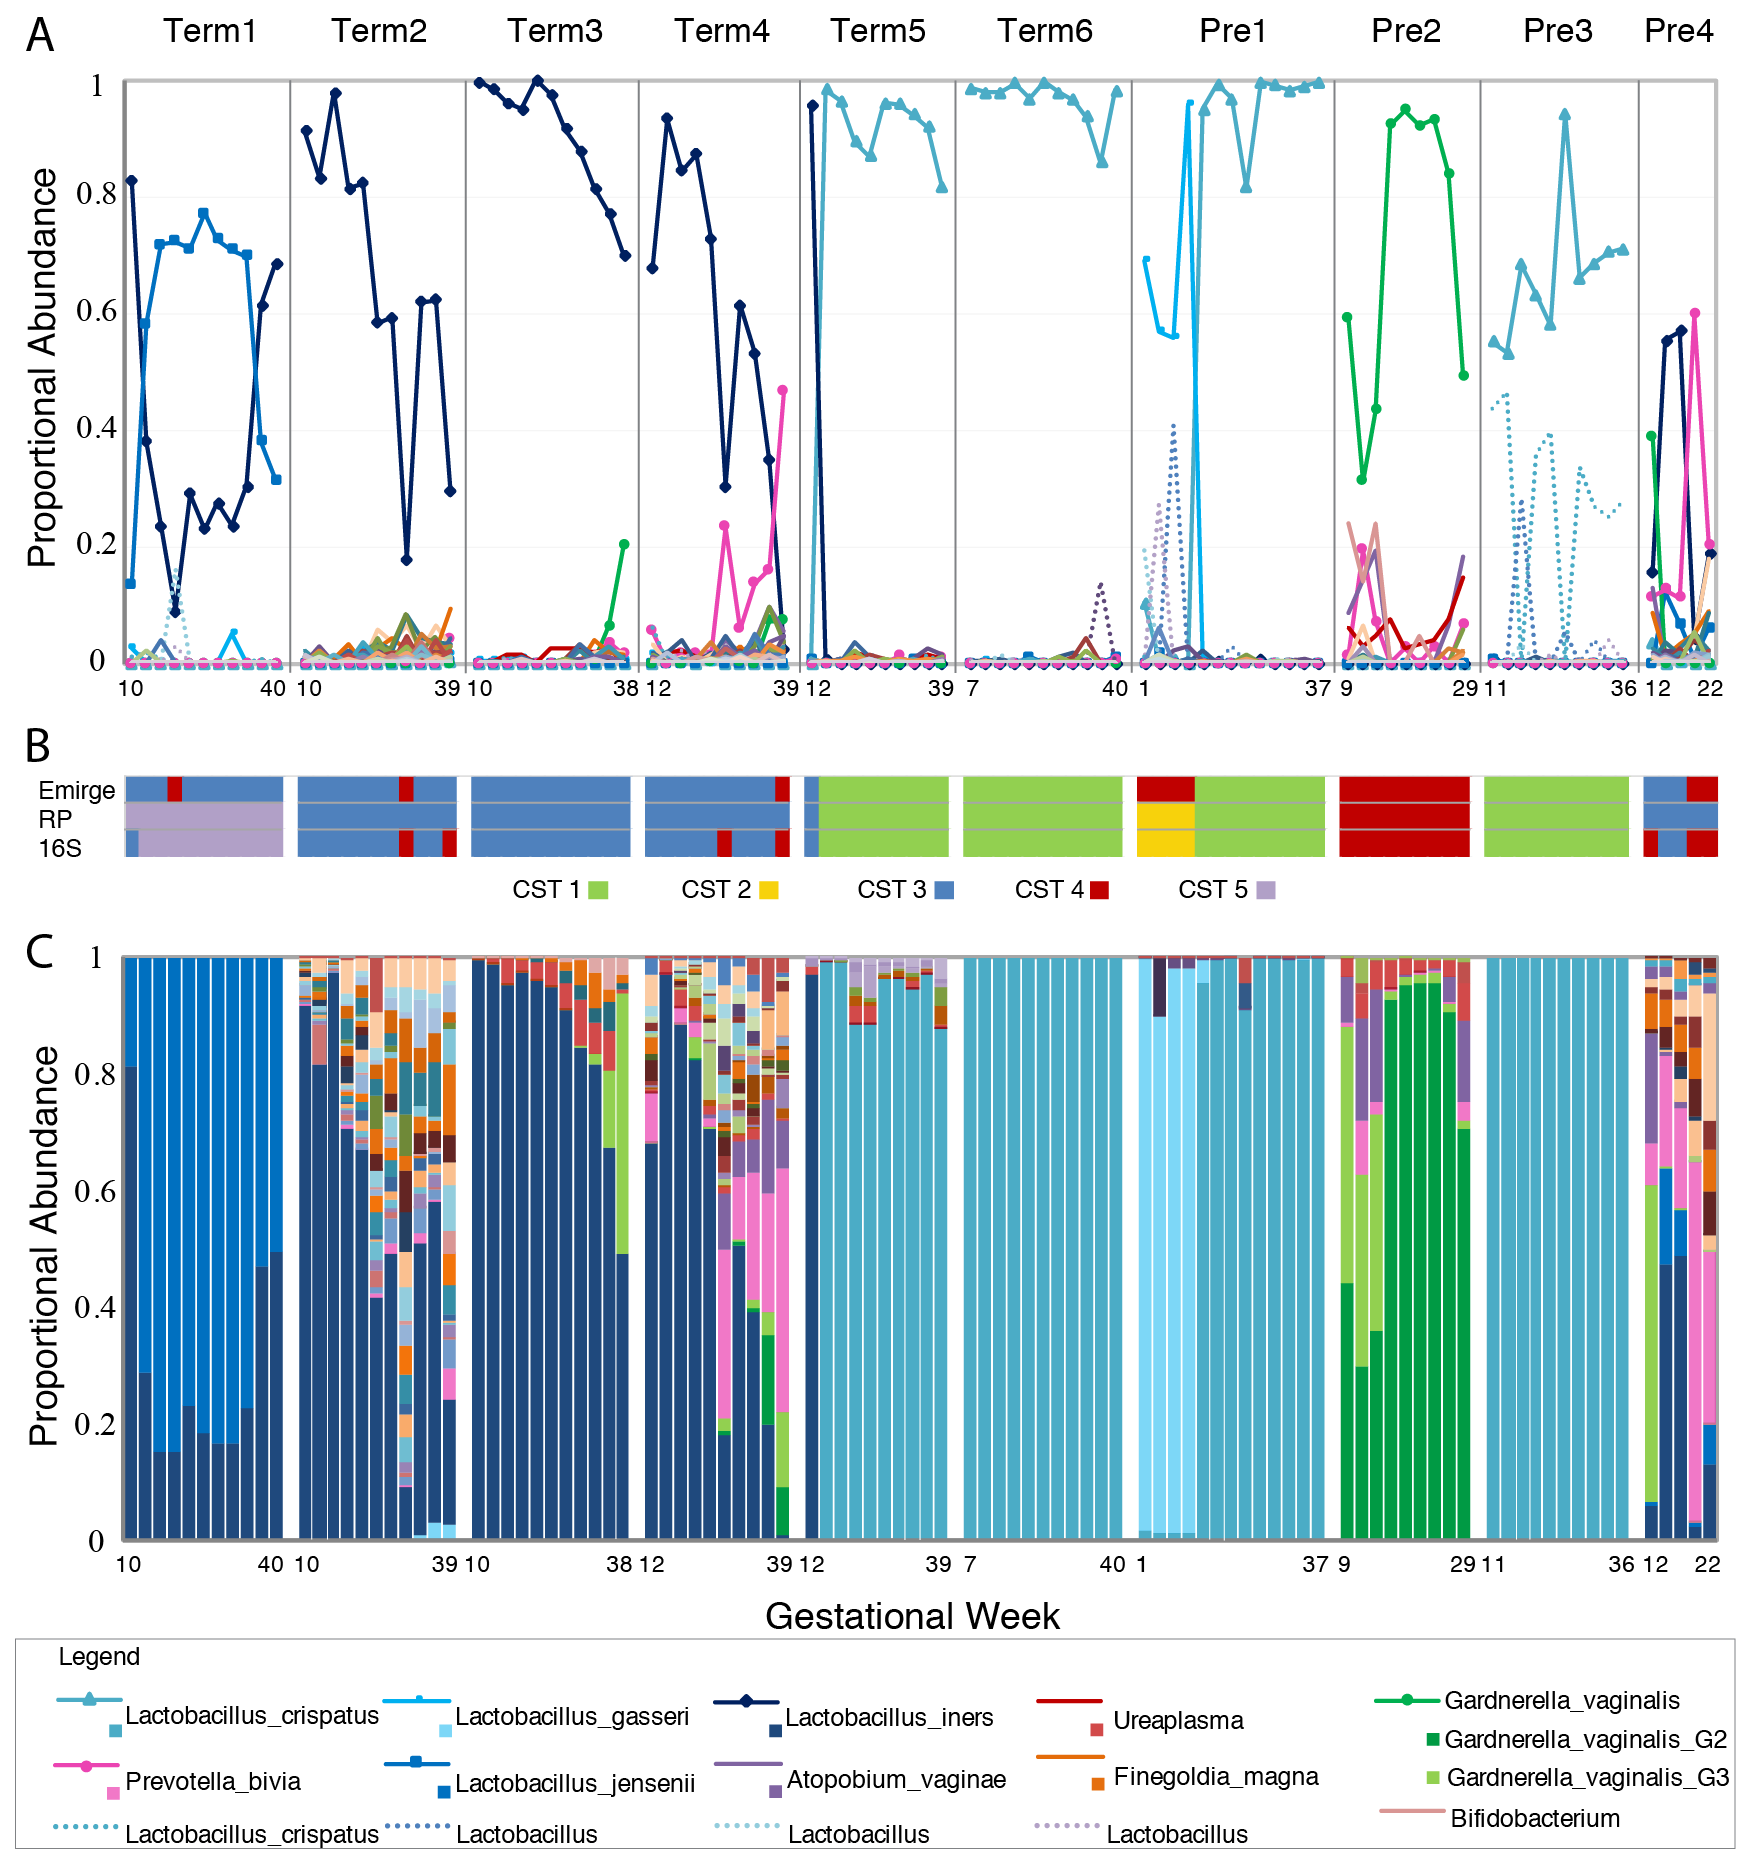 A
Term1 Term2 Term3 Term4 Term5 Term6 Pre1 Pre2 Pre3 Pre4
Proportional Abundance
1
0.8
0.6
0.4
0.2
0
10 40 10 39 10 38 12 39 12 39 7 40 1 37 9 29 11 36 12 22
B
Emirge
RP
16S
CST 1 CST 2 CST 3 CST 4 CST 5
C
Proportional Abundance
1
0.8
0.6
0.4
0.2
0
10 40 10 39 10 38 12 39 12 39 7 40 1 37 9 29 11 36 12 22
Gestational Week
Legend
Lactobacillus_crispatus Lactobacillus_gasseri Lactobacillus_iners Ureaplasma Gardnerella_vaginalis
Gardnerella_vaginalis_G2
Prevotella_bivia Lactobacillus_jensenii Atopobium_vaginae Finegoldia_magna Gardnerella_vaginalis_G3
Bifidobacterium
Lactobacillus_crispatus Lactobacillus Lactobacillus Lactobacillus